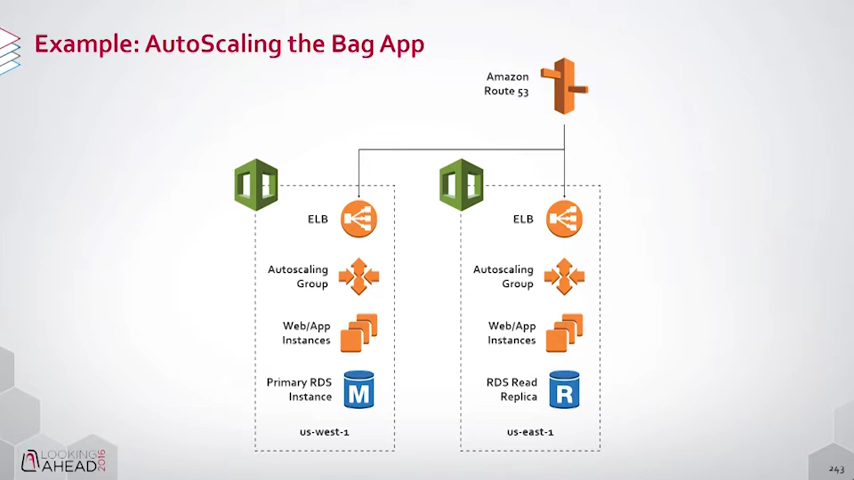 Example: AutoScaling the Bag App
Amazon
Route 53
ELB
Autoscaling
Group
Web/App
Instances
Primary RDS
Instance
M
us-west-1
ELB
Autoscaling
Group
Web/App
Instances
RDS Read
Replica
R
us-east-1
LOOKING
AHEAD 2016
243